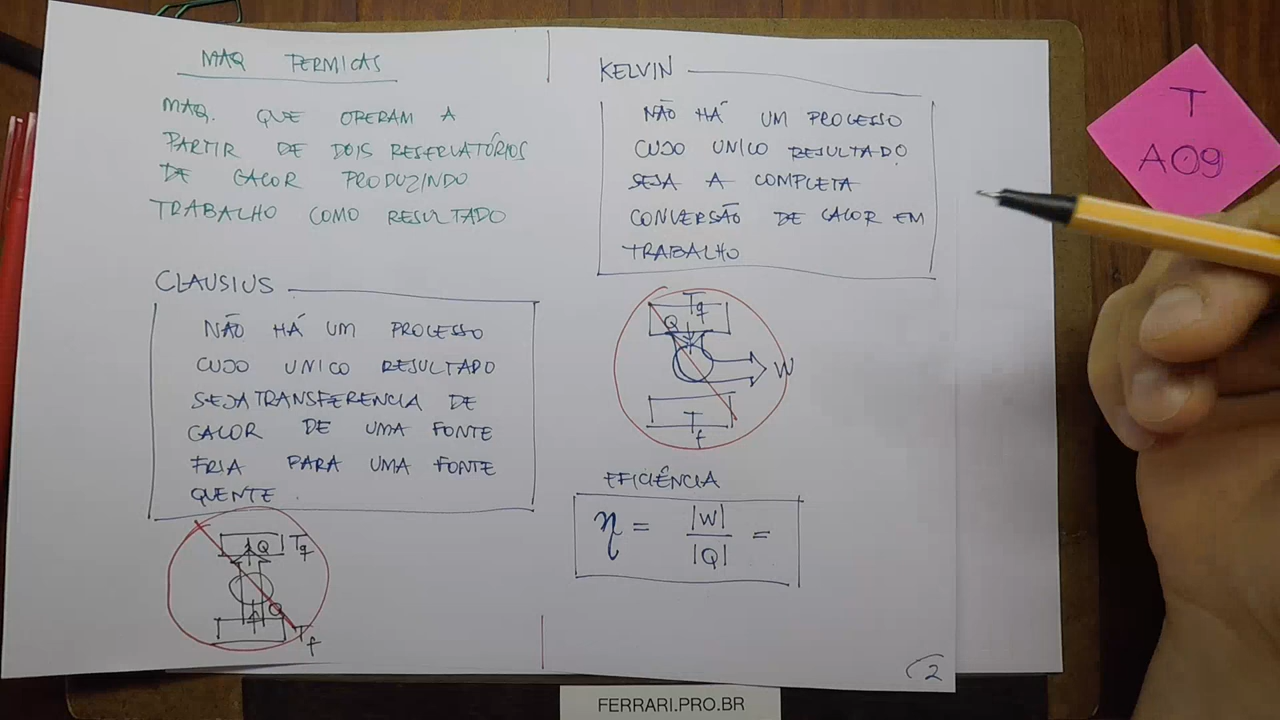 MAQ TERMICAS
MAQ. QUE OPERAM A
PARTIR DE DOIS RESERVATÓRIOS
DE CALOR PRODUZINDO
TRABALHO COMO RESULTADO
CLAUSIUS
NÃO HÁ UM PROCESSO
CUJO UNICO RESULTADO
SEJA TRANSFERENCIA DE
CALOR DE UMA FONTE
FRIA PARA UMA FONTE
QUENTE.
Q Tq
Q
Tf
KELVIN
NÃO HÁ UM PROCESSO
CUJO UNICO RESULTADO
SEJA A COMPLETA
CONVERSÃO DE CALOR EM
TRABALHO
Tq
Q
W
Tf
EFICIÊNCIA
η = |W| / |Q| =
2
T
A09
FERRARI.PRO.BR